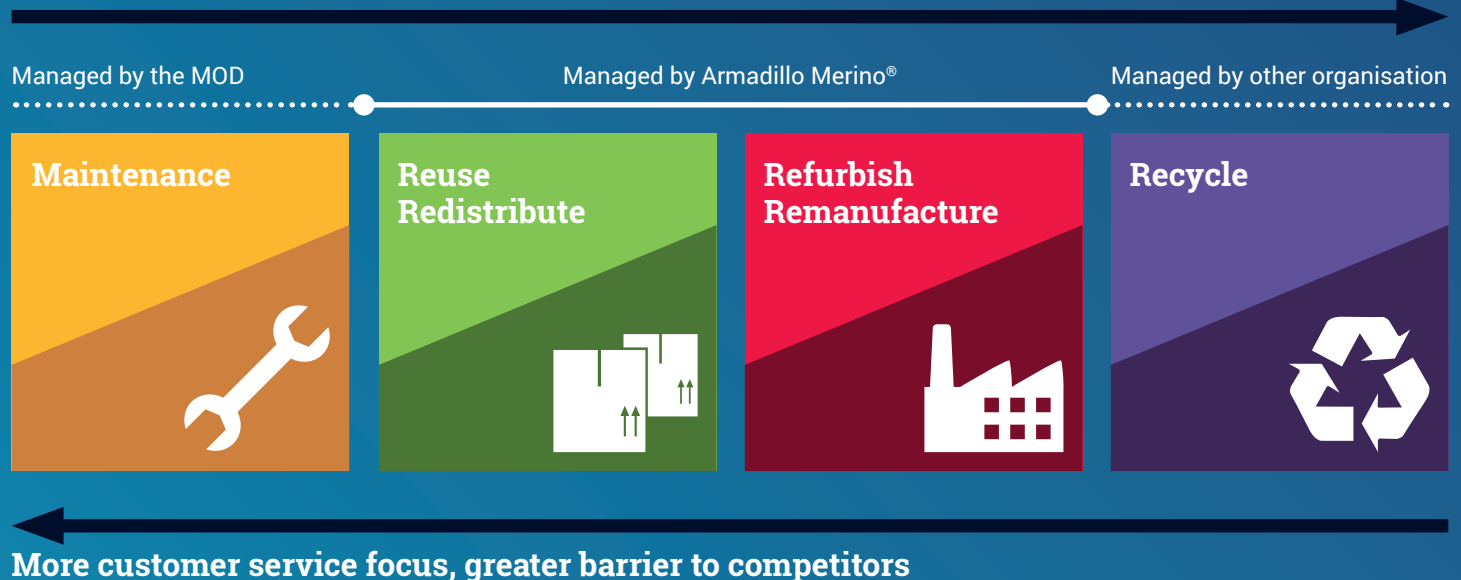 Managed by the MOD
Managed by Armadillo Merino®
Managed by other organisation
Maintenance
Reuse
Redistribute
Refurbish
Remanufacture
Recycle
More customer service focus, greater barrier to competitors